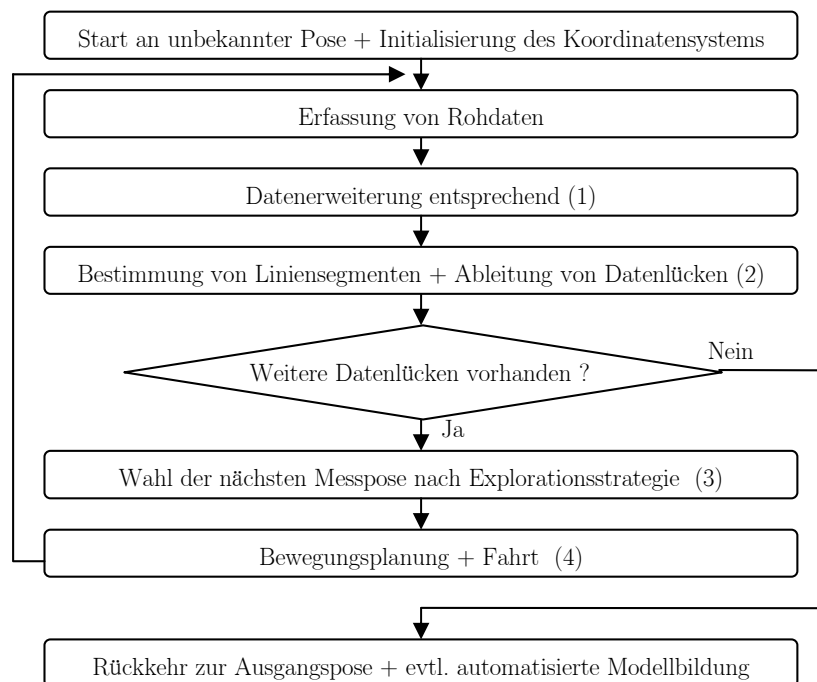 Start an unbekannter Pose + Initialisierung des Koordinatensystems
Erfassung von Rohdaten
Datenerweiterung entsprechend (1)
Bestimmung von Liniensegmenten + Ableitung von Datenlücken (2)
Weitere Datenlücken vorhanden ?
Nein
Ja
Wahl der nächsten Messpose nach Explorationsstrategie (3)
Bewegungsplanung + Fahrt (4)
Rückkehr zur Ausgangspose + evtl. automatisierte Modellbildung